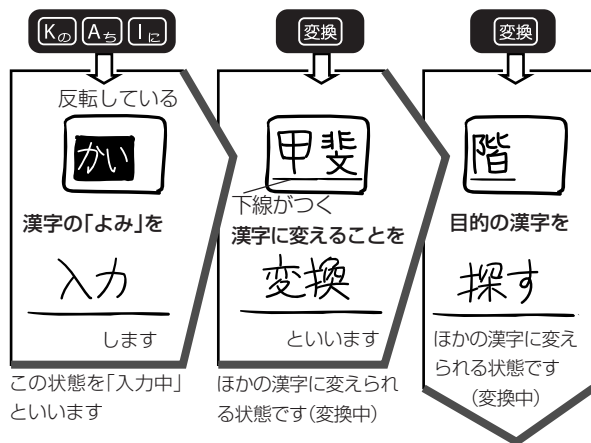 Kの Aち Iに
反転している
かい
漢字の「よみ」を
入力
します
この状態を「入力中」
といいます
変換
甲斐
下線がつく
漢字に変えることを
変換
といいます
ほかの漢字に変えられ
る状態です(変換中)
変換
階
目的の漢字を
探す
ほかの漢字に変え
られる状態です
(変換中)